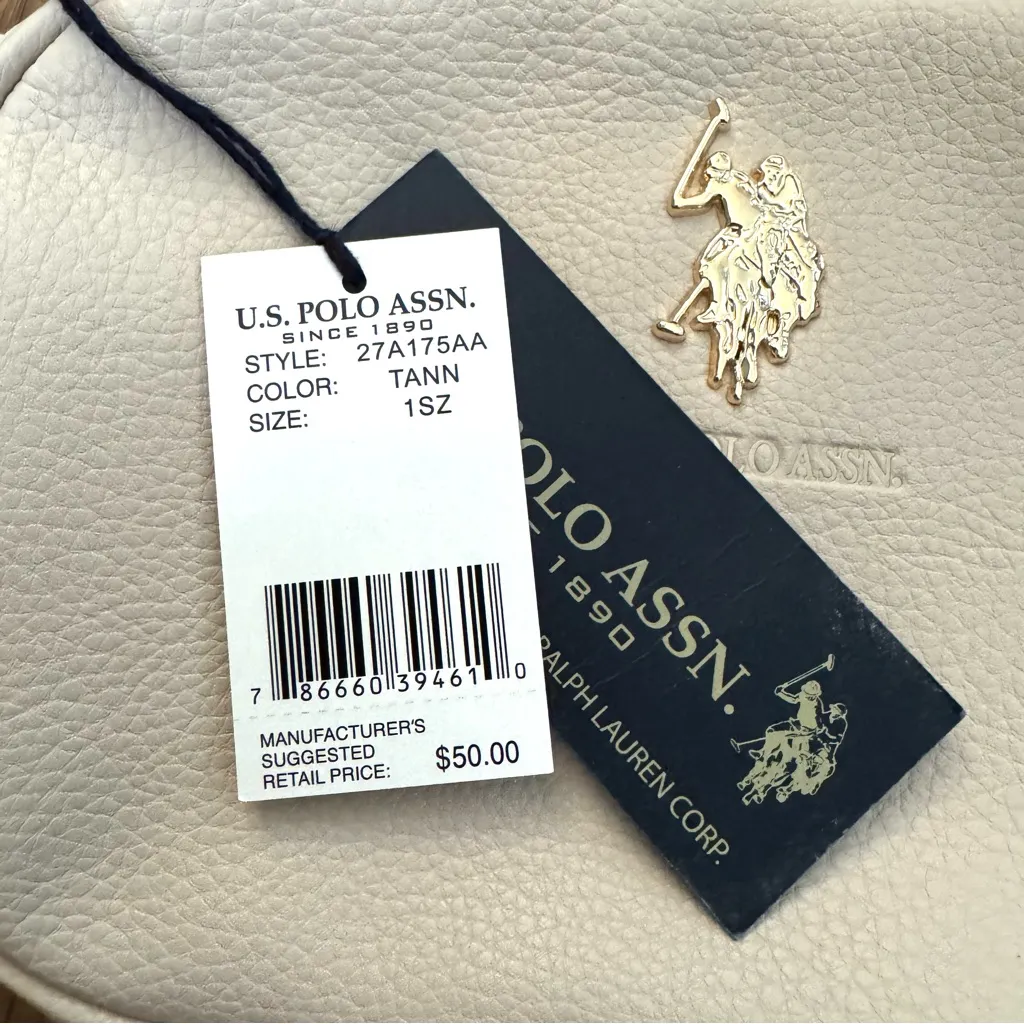 U.S. POLO ASSN.
SINCE 1890
STYLE: 27A175AA
COLOR: TANN
SIZE: 1SZ
7 86660 39461 0
MANUFACTURER'S
SUGGESTED
RETAIL PRICE: $50.00
POLO ASSN.
1890
RALPH LAUREN CORP.
POLO ASSN.